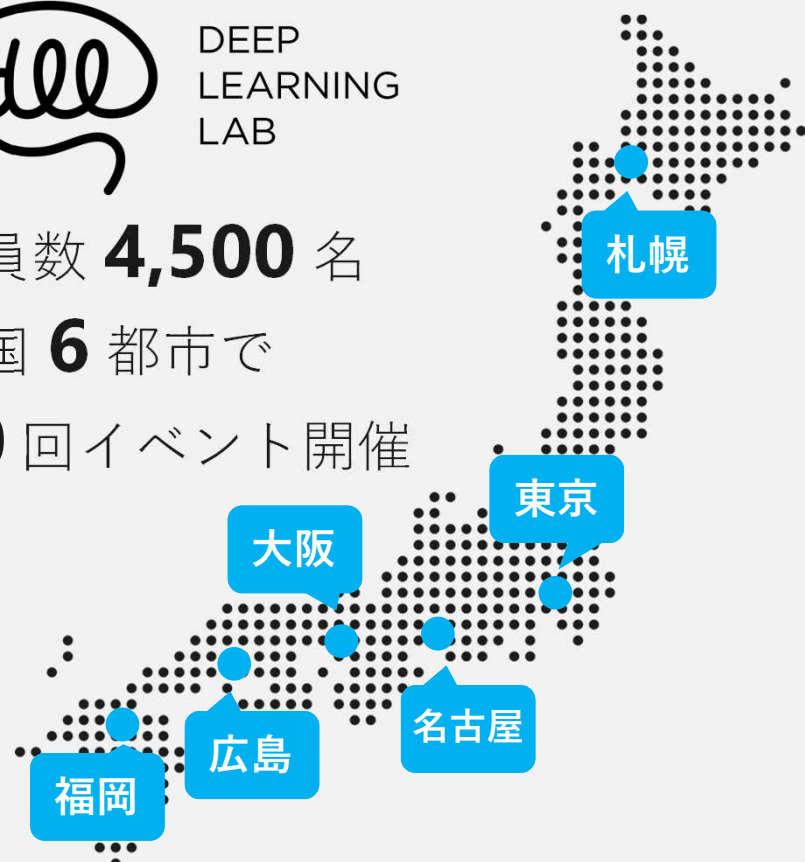 dll
DEEP
LEARNING
LAB
員数 4,500 名
国 6 都市で
回イベント開催
札幌
東京
大阪
名古屋
広島
福岡